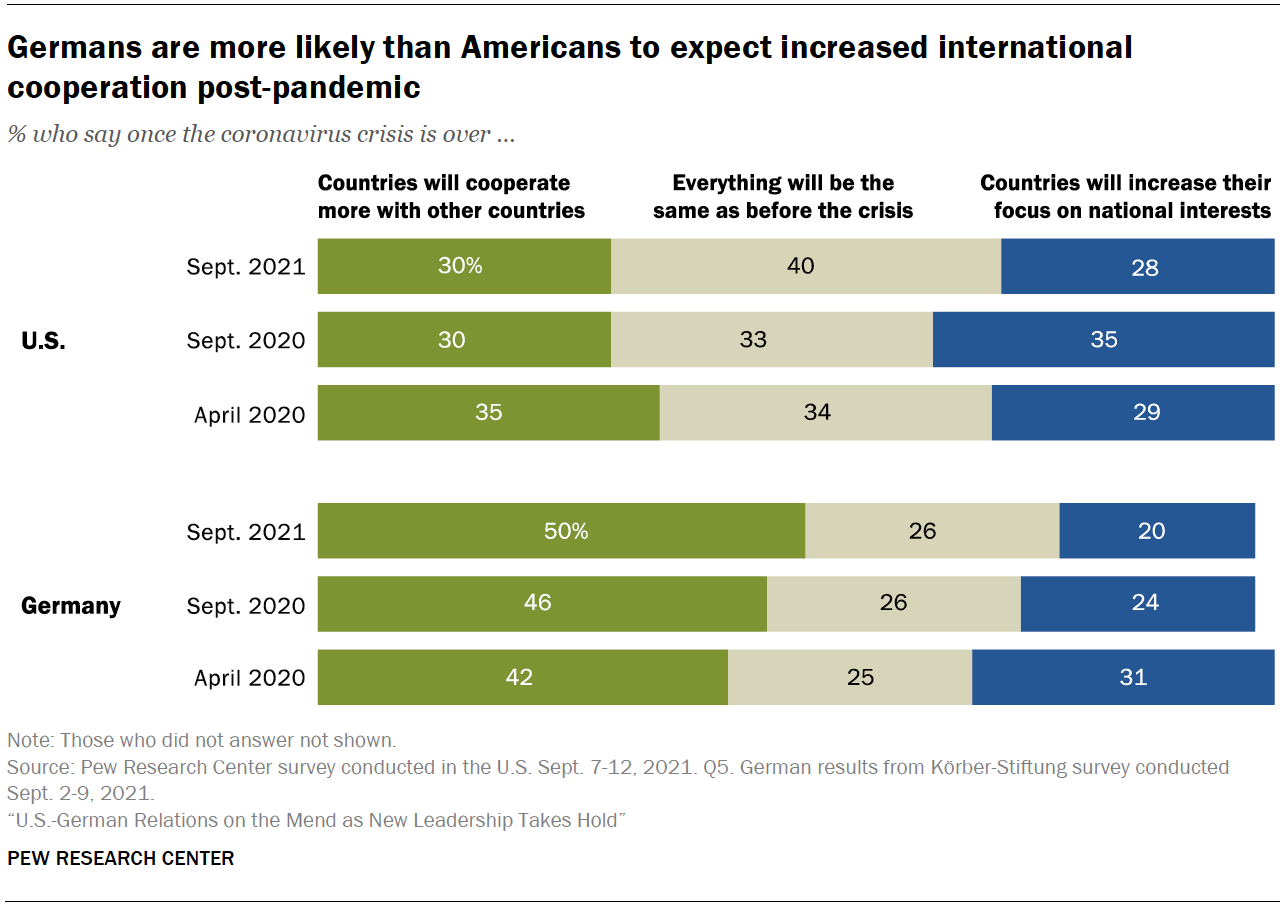 Germans are more likely than Americans to expect increased international
cooperation post-pandemic
% who say once the coronavirus crisis is over ...
Countries will cooperate
more with other countries
Everything will be the
same as before the crisis
Countries will increase their
focus on national interests
U.S.
Sept. 2021 30% 40 28
Sept. 2020 30 33 35
April 2020 35 34 29
Germany
Sept. 2021 50% 26 20
Sept. 2020 46 26 24
April 2020 42 25 31
Note: Those who did not answer not shown.
Source: Pew Research Center survey conducted in the U.S. Sept. 7-12, 2021. Q5. German results from Körber-Stiftung survey conducted
Sept. 2-9, 2021.
“U.S.-German Relations on the Mend as New Leadership Takes Hold”
PEW RESEARCH CENTER